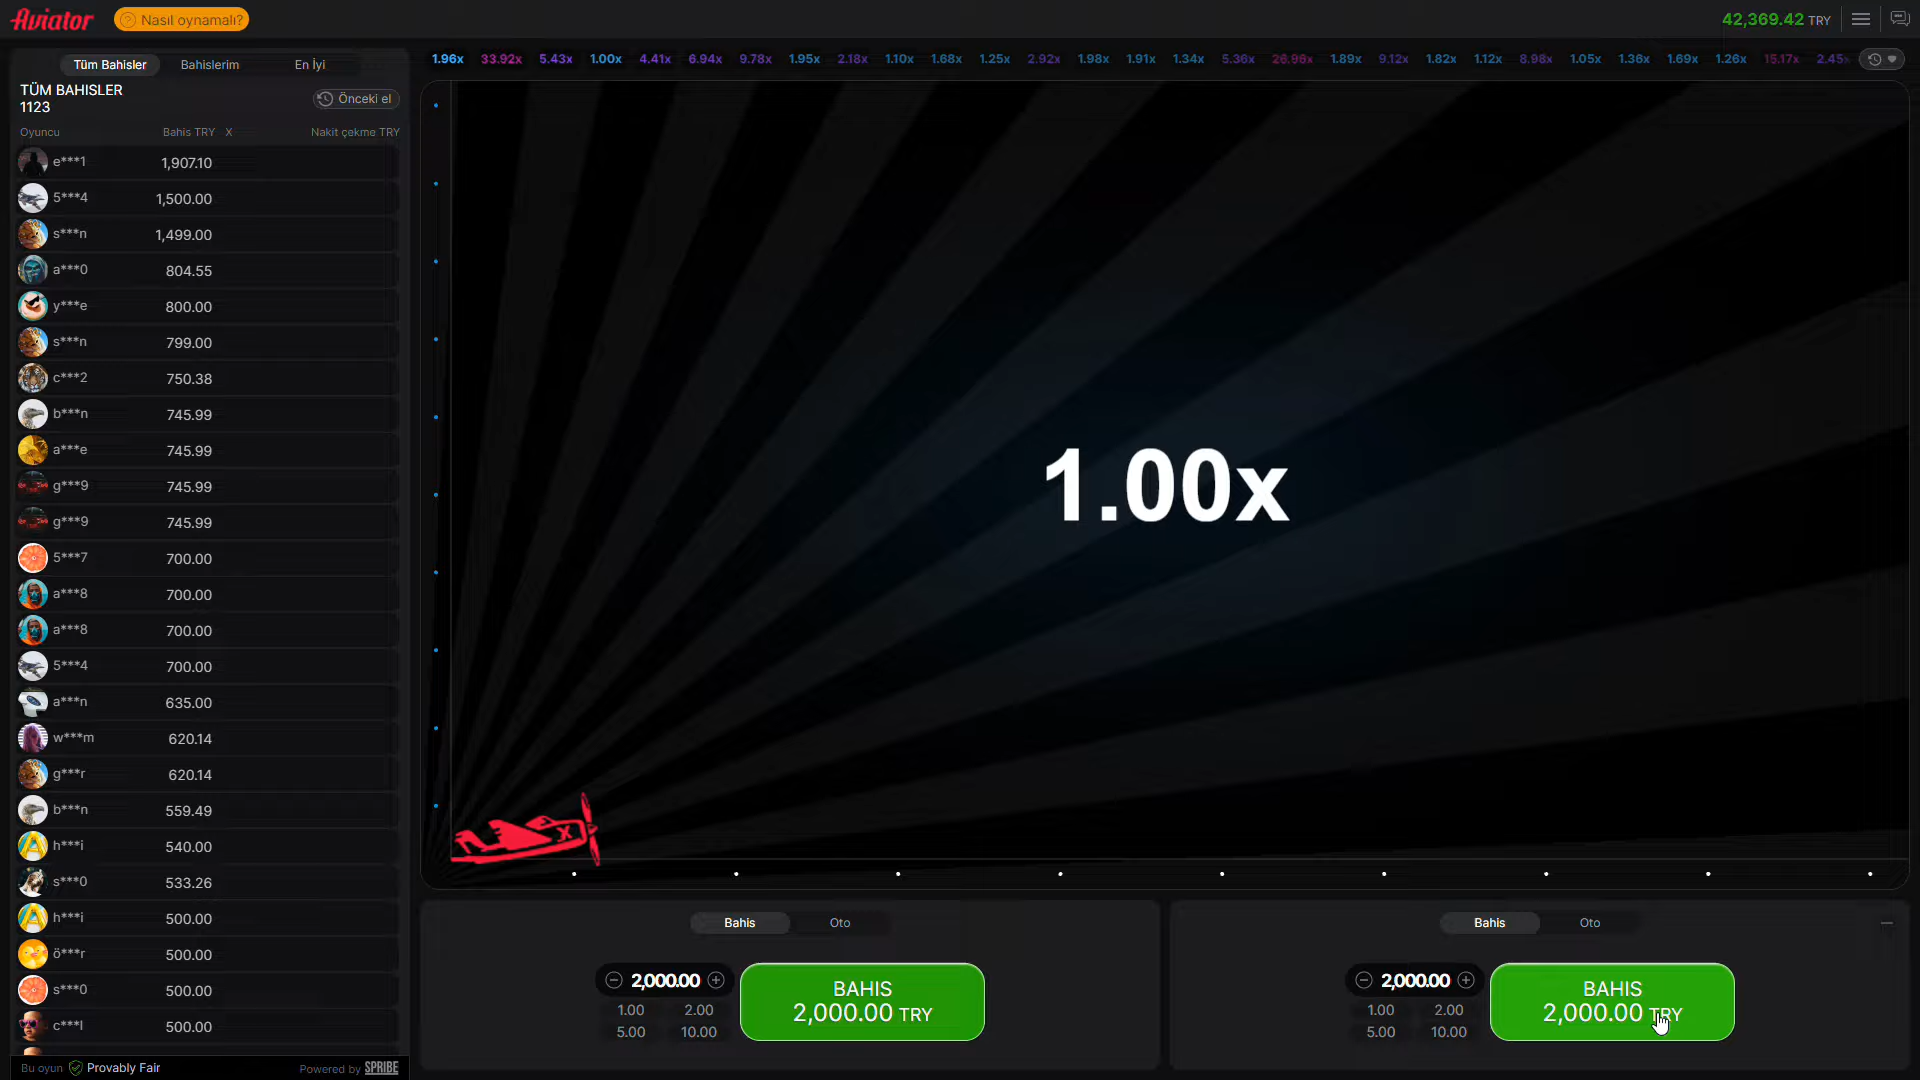 Aviator
Nasıl oynamalı?
42,369.42 TRY
Tüm Bahisler Bahislerim En İyi
1.96x 33.92x 5.43x 1.00x 4.41x 6.94x 9.78x 1.95x 2.18x 1.10x 1.68x 1.25x 2.92x 1.98x 1.91x 1.34x 5.36x 26.96x 1.89x 9.12x 1.82x 1.12x 8.98x 1.05x 1.36x 1.69x 1.26x 15.17x 2.45x
TÜM BAHISLER
1123
Önceki el
Oyuncu Bahis TRY X Nakit çekme TRY
e***1 1,907.10
5***4 1,500.00
s***n 1,499.00
a***0 804.55
y***e 800.00
s***n 799.00
c***2 750.38
b***n 745.99
a***e 745.99
g***9 745.99
g***9 745.99
5***7 700.00
a***8 700.00
a***8 700.00
5***4 700.00
a***n 635.00
w***m 620.14
g***r 620.14
b***n 559.49
h***i 540.00
s***0 533.26
h***i 500.00
ö***r 500.00
s***0 500.00
c***l 500.00
Bu oyun Provably Fair Powered by SPRIBE
1.00x
X
Bahis Oto
2,000.00
1.00 2.00
5.00 10.00
BAHIS
2,000.00 TRY
Bahis Oto
2,000.00
1.00 2.00
5.00 10.00
BAHIS
2,000.00 TRY